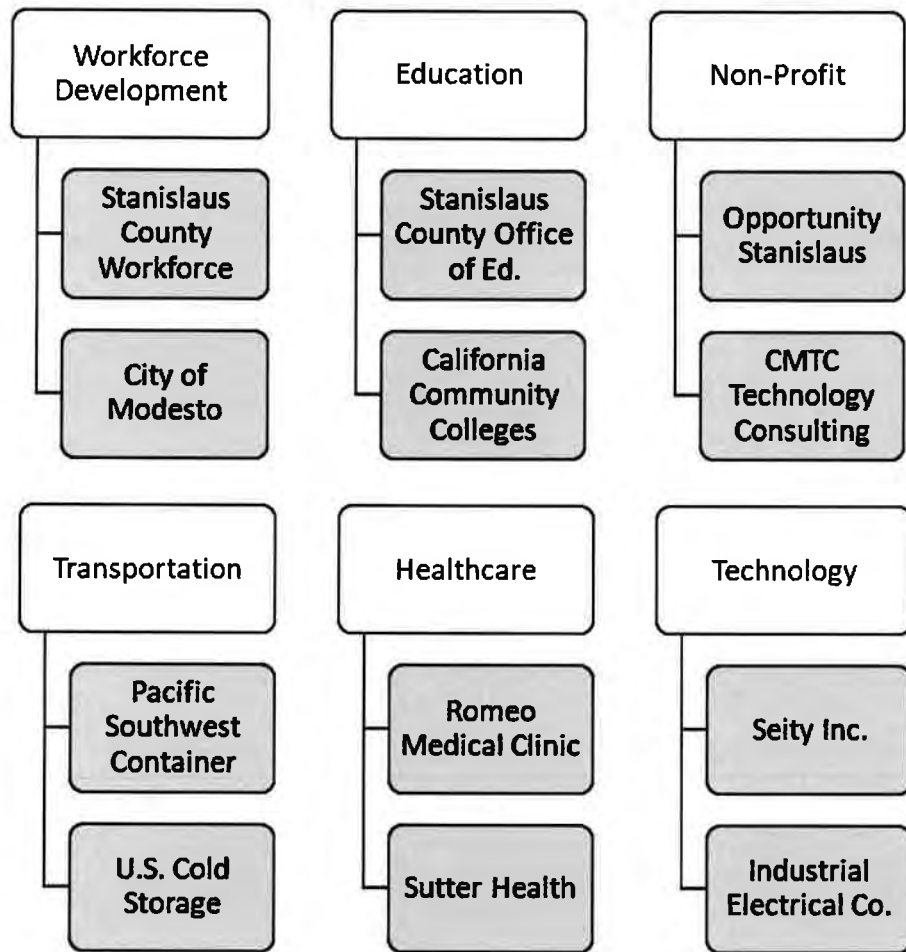 Workforce
Development
Stanislaus
County
Workforce
City of
Modesto
Education
Stanislaus
County Office
of Ed.
California
Community
Colleges
Non-Profit
Opportunity
Stanislaus
CMTC
Technology
Consulting
Transportation
Pacific
Southwest
Container
U.S. Cold
Storage
Healthcare
Romeo
Medical Clinic
Sutter Health
Technology
Seity Inc.
Industrial
Electrical Co.